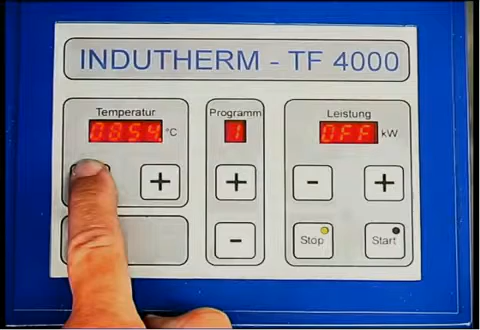 INDUTHERM - TF 4000
Temperatur
Programm
Leistung
0854. °C
1
OFF kW
+
+
-
+
-
Stop
Start